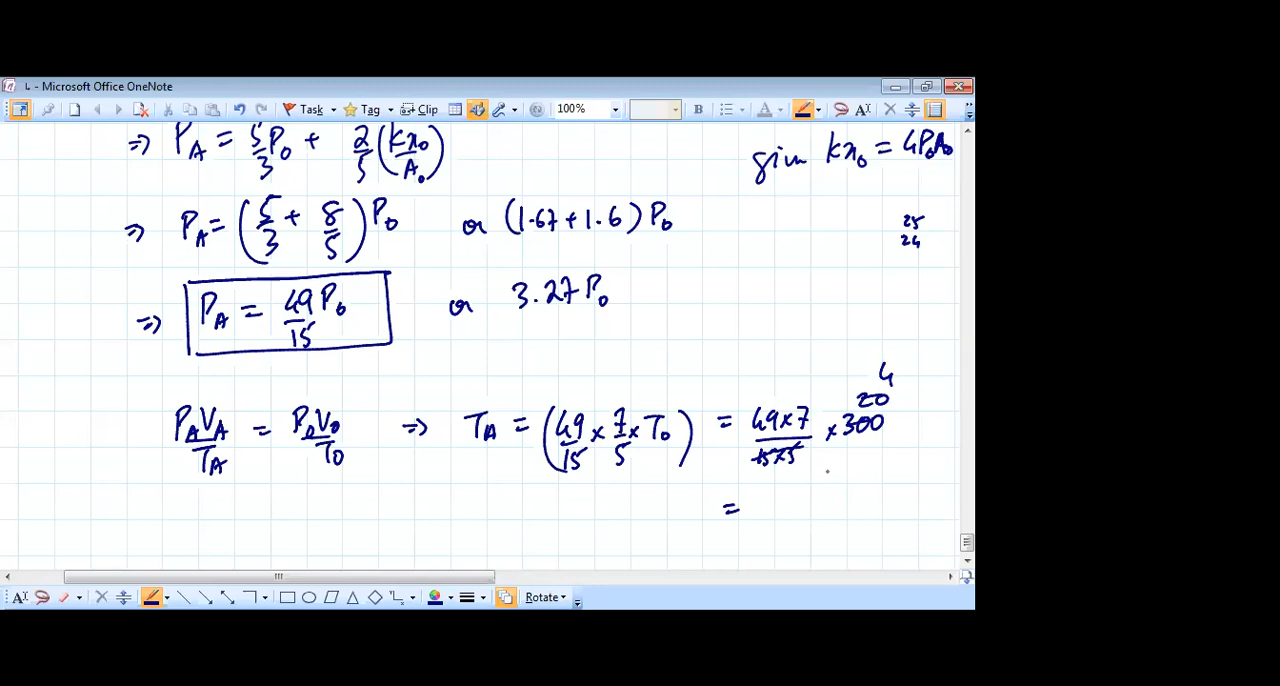 L - Microsoft Office OneNote
Task Tag Clip 100% B A A
⇒ P_A = 5/3 P_0 + 2/5 (kx_0/A_0)
given kx_0 = 4P_0A_0
⇒ P_A = (5/3 + 8/5) P_0 or (1.67 + 1.6) P_0
25
24
⇒ P_A = 49/15 P_0 or 3.27 P_0
4
20
P_A V_A / T_A = P_0 V_0 / T_0 ⇒ T_A = (49/15 × 7/5 × T_0) = 49×7 / 15×5 × 300
=
A Rotate